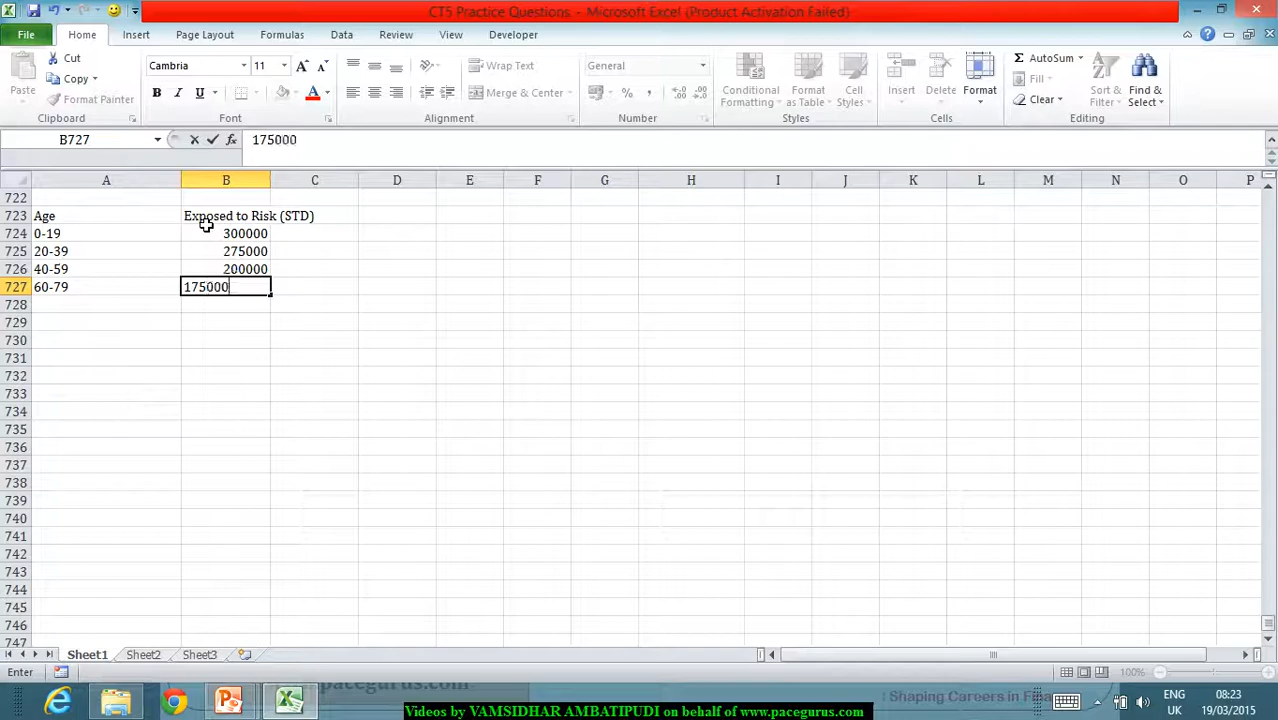 CT5 Practice Questions - Microsoft Excel (Product Activation Failed)
File Home Insert Page Layout Formulas Data Review View Developer
Paste
Cut
Copy
Format Painter
Clipboard
Cambria 11
B I U
Font
Wrap Text
Merge & Center
Alignment
General
%
Number
Conditional Formatting
Format as Table
Cell Styles
Styles
Insert Delete Format
Cells
Σ AutoSum
Fill
Clear
Sort & Filter
Find & Select
Editing
B727 fx 175000
A B C D E F G H I J K L M N O P
722
723 Age Exposed to Risk (STD)
724 0-19 300000
725 20-39 275000
726 40-59 200000
727 60-79 175000
728
729
730
731
732
733
734
735
736
737
738
739
740
741
742
743
744
745
746
747
Sheet1 Sheet2 Sheet3
Enter 100%
pacegurus.com
Shaping Careers in Fina
ENG 08:23
UK 19/03/2015
Videos by VAMSIDHAR AMBATIPUDI on behalf of www.pacegurus.com